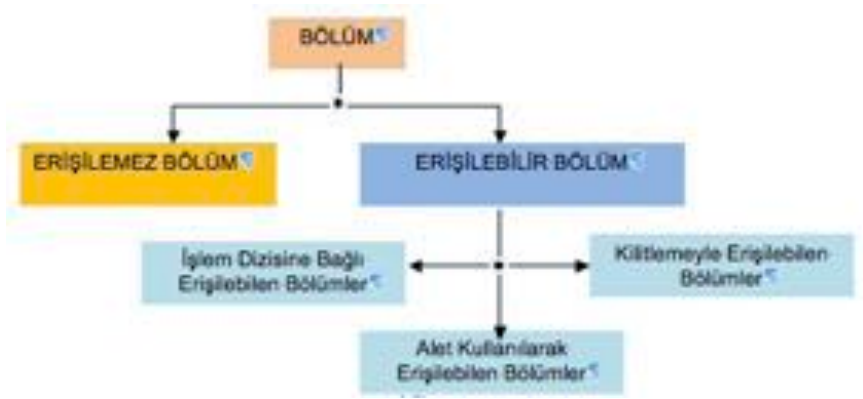 BÖLÜM
ERİŞİLEMEZ BÖLÜM
ERİŞİLEBİLİR BÖLÜM
İşlem Dizisine Bağlı
Erişilebilen Bölümler
Kilitlemeyle Erişilebilen
Bölümler
Alet Kullanılarak
Erişilebilen Bölümler